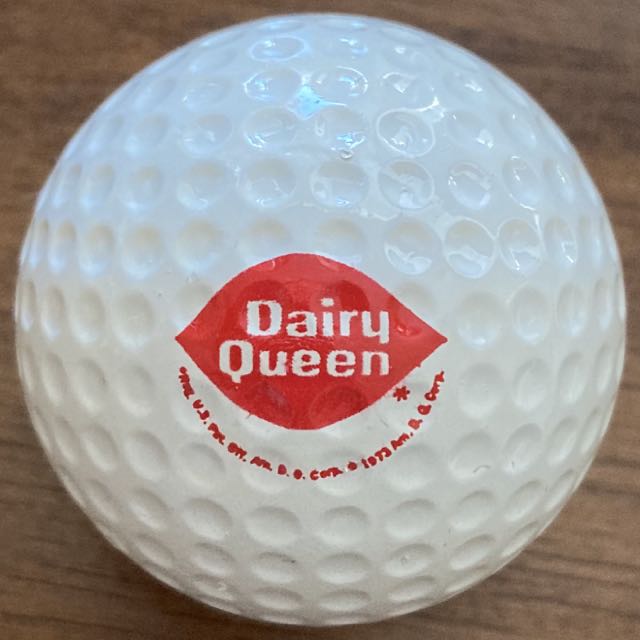 Dairy
Queen
*
*Reg. U.S. Pat. Off. Am. D. Q. Corp. © 1973 Am. D. Q. Corp.